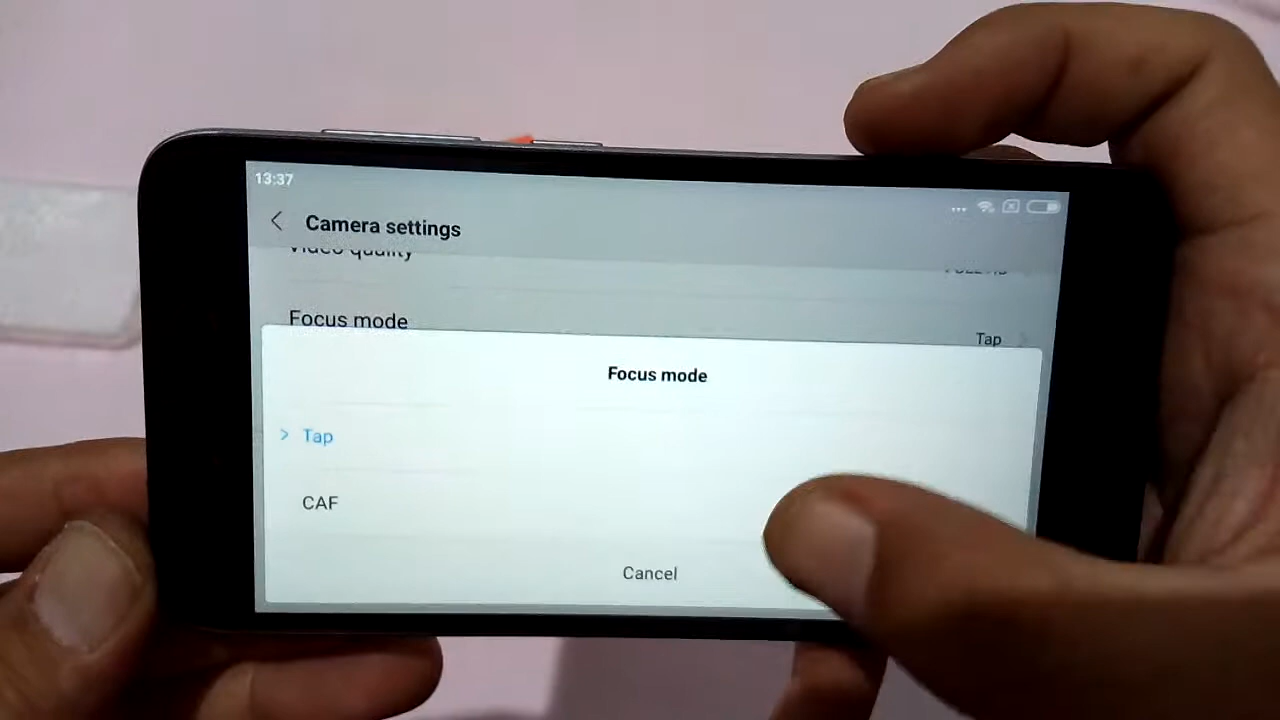 13:37
Camera settings
Video quality
Focus mode
Tap
Focus mode
Tap
CAF
Cancel